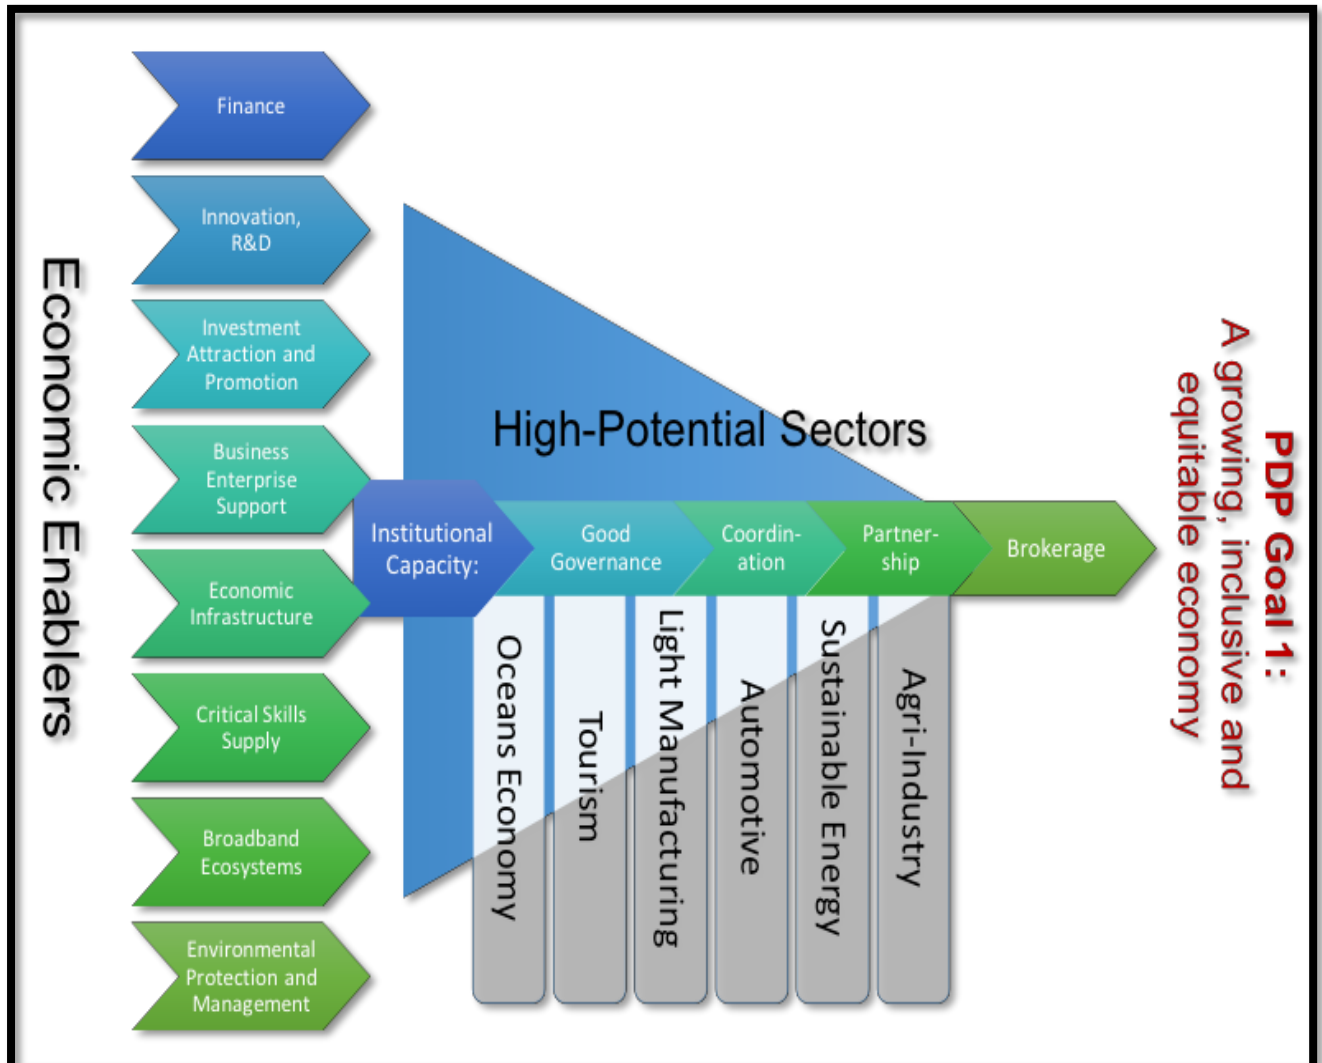 Economic Enablers
Finance
Innovation,
R&D
Investment
Attraction and
Promotion
Business
Enterprise
Support
Economic
Infrastructure
Critical Skills
Supply
Broadband
Ecosystems
Environmental
Protection and
Management
High-Potential Sectors
Institutional
Capacity:
Good
Governance
Coordin-
ation
Partner-
ship
Brokerage
Oceans Economy
Tourism
Light Manufacturing
Automotive
Sustainable Energy
Agri-Industry
PDP Goal 1:
A growing, inclusive and
equitable economy